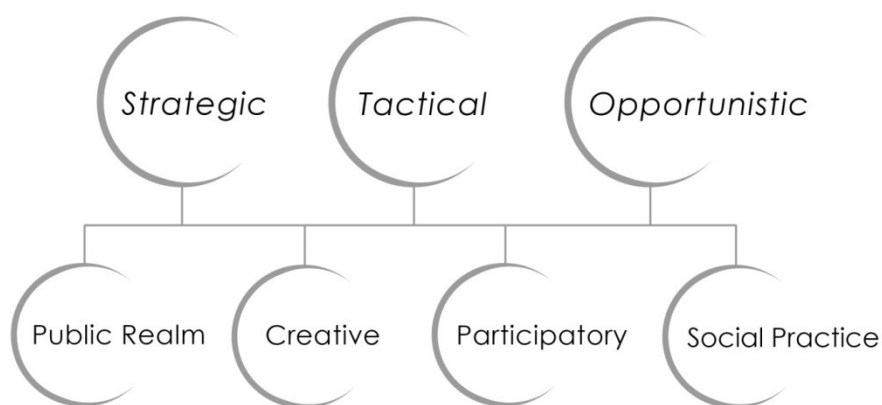 Strategic
Tactical
Opportunistic
Public Realm
Creative
Participatory
Social Practice